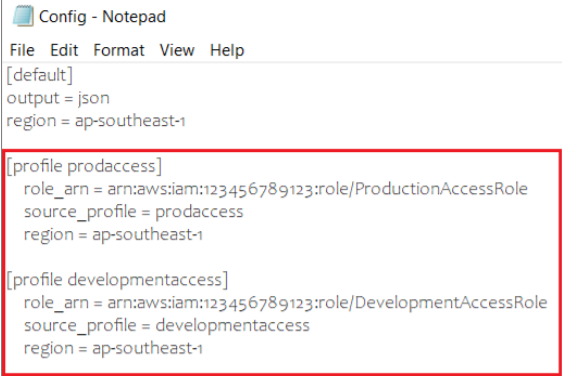 Config - Notepad
File Edit Format View Help
[default]
output = json
region = ap-southeast-1
[profile prodaccess]
role_arn = arn:aws:iam:123456789123:role/ProductionAccessRole
source_profile = prodaccess
region = ap-southeast-1
[profile developmentaccess]
role_arn = arn:aws:iam:123456789123:role/DevelopmentAccessRole
source_profile = developmentaccess
region = ap-southeast-1